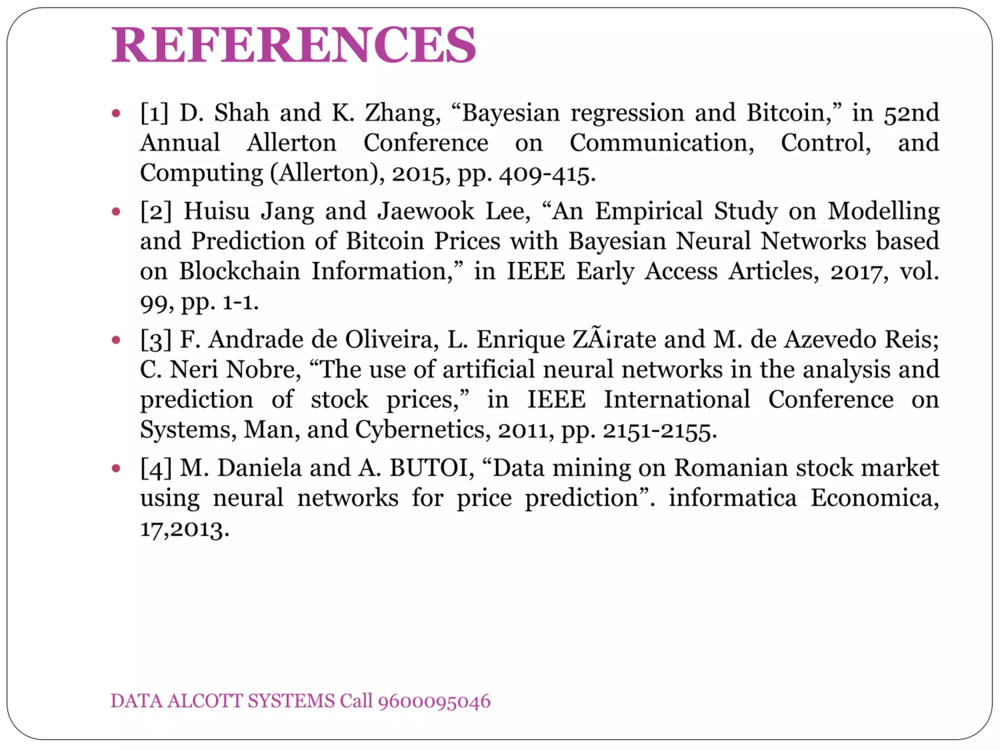 REFERENCES
• [1] D. Shah and K. Zhang, “Bayesian regression and Bitcoin,” in 52nd
Annual Allerton Conference on Communication, Control, and
Computing (Allerton), 2015, pp. 409-415.
• [2] Huisu Jang and Jaewook Lee, “An Empirical Study on Modelling
and Prediction of Bitcoin Prices with Bayesian Neural Networks based
on Blockchain Information,” in IEEE Early Access Articles, 2017, vol.
99, pp. 1-1.
• [3] F. Andrade de Oliveira, L. Enrique ZÃ¡rate and M. de Azevedo Reis;
C. Neri Nobre, “The use of artificial neural networks in the analysis and
prediction of stock prices,” in IEEE International Conference on
Systems, Man, and Cybernetics, 2011, pp. 2151-2155.
• [4] M. Daniela and A. BUTOI, “Data mining on Romanian stock market
using neural networks for price prediction”. informatica Economica,
17,2013.
DATA ALCOTT SYSTEMS Call 9600095046